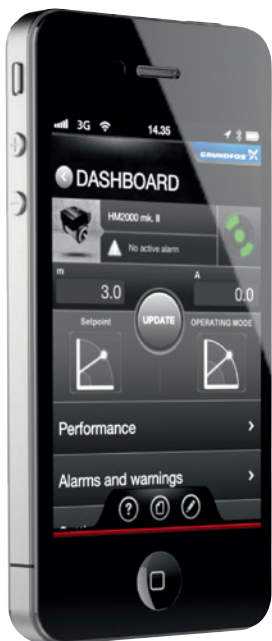 3G 14.35
GRUNDFOS
DASHBOARD
HM2000 mk. II
No active alarm
m A
3.0 0.0
UPDATE
Setpoint OPERATING MODE
Performance
Alarms and warnings
?